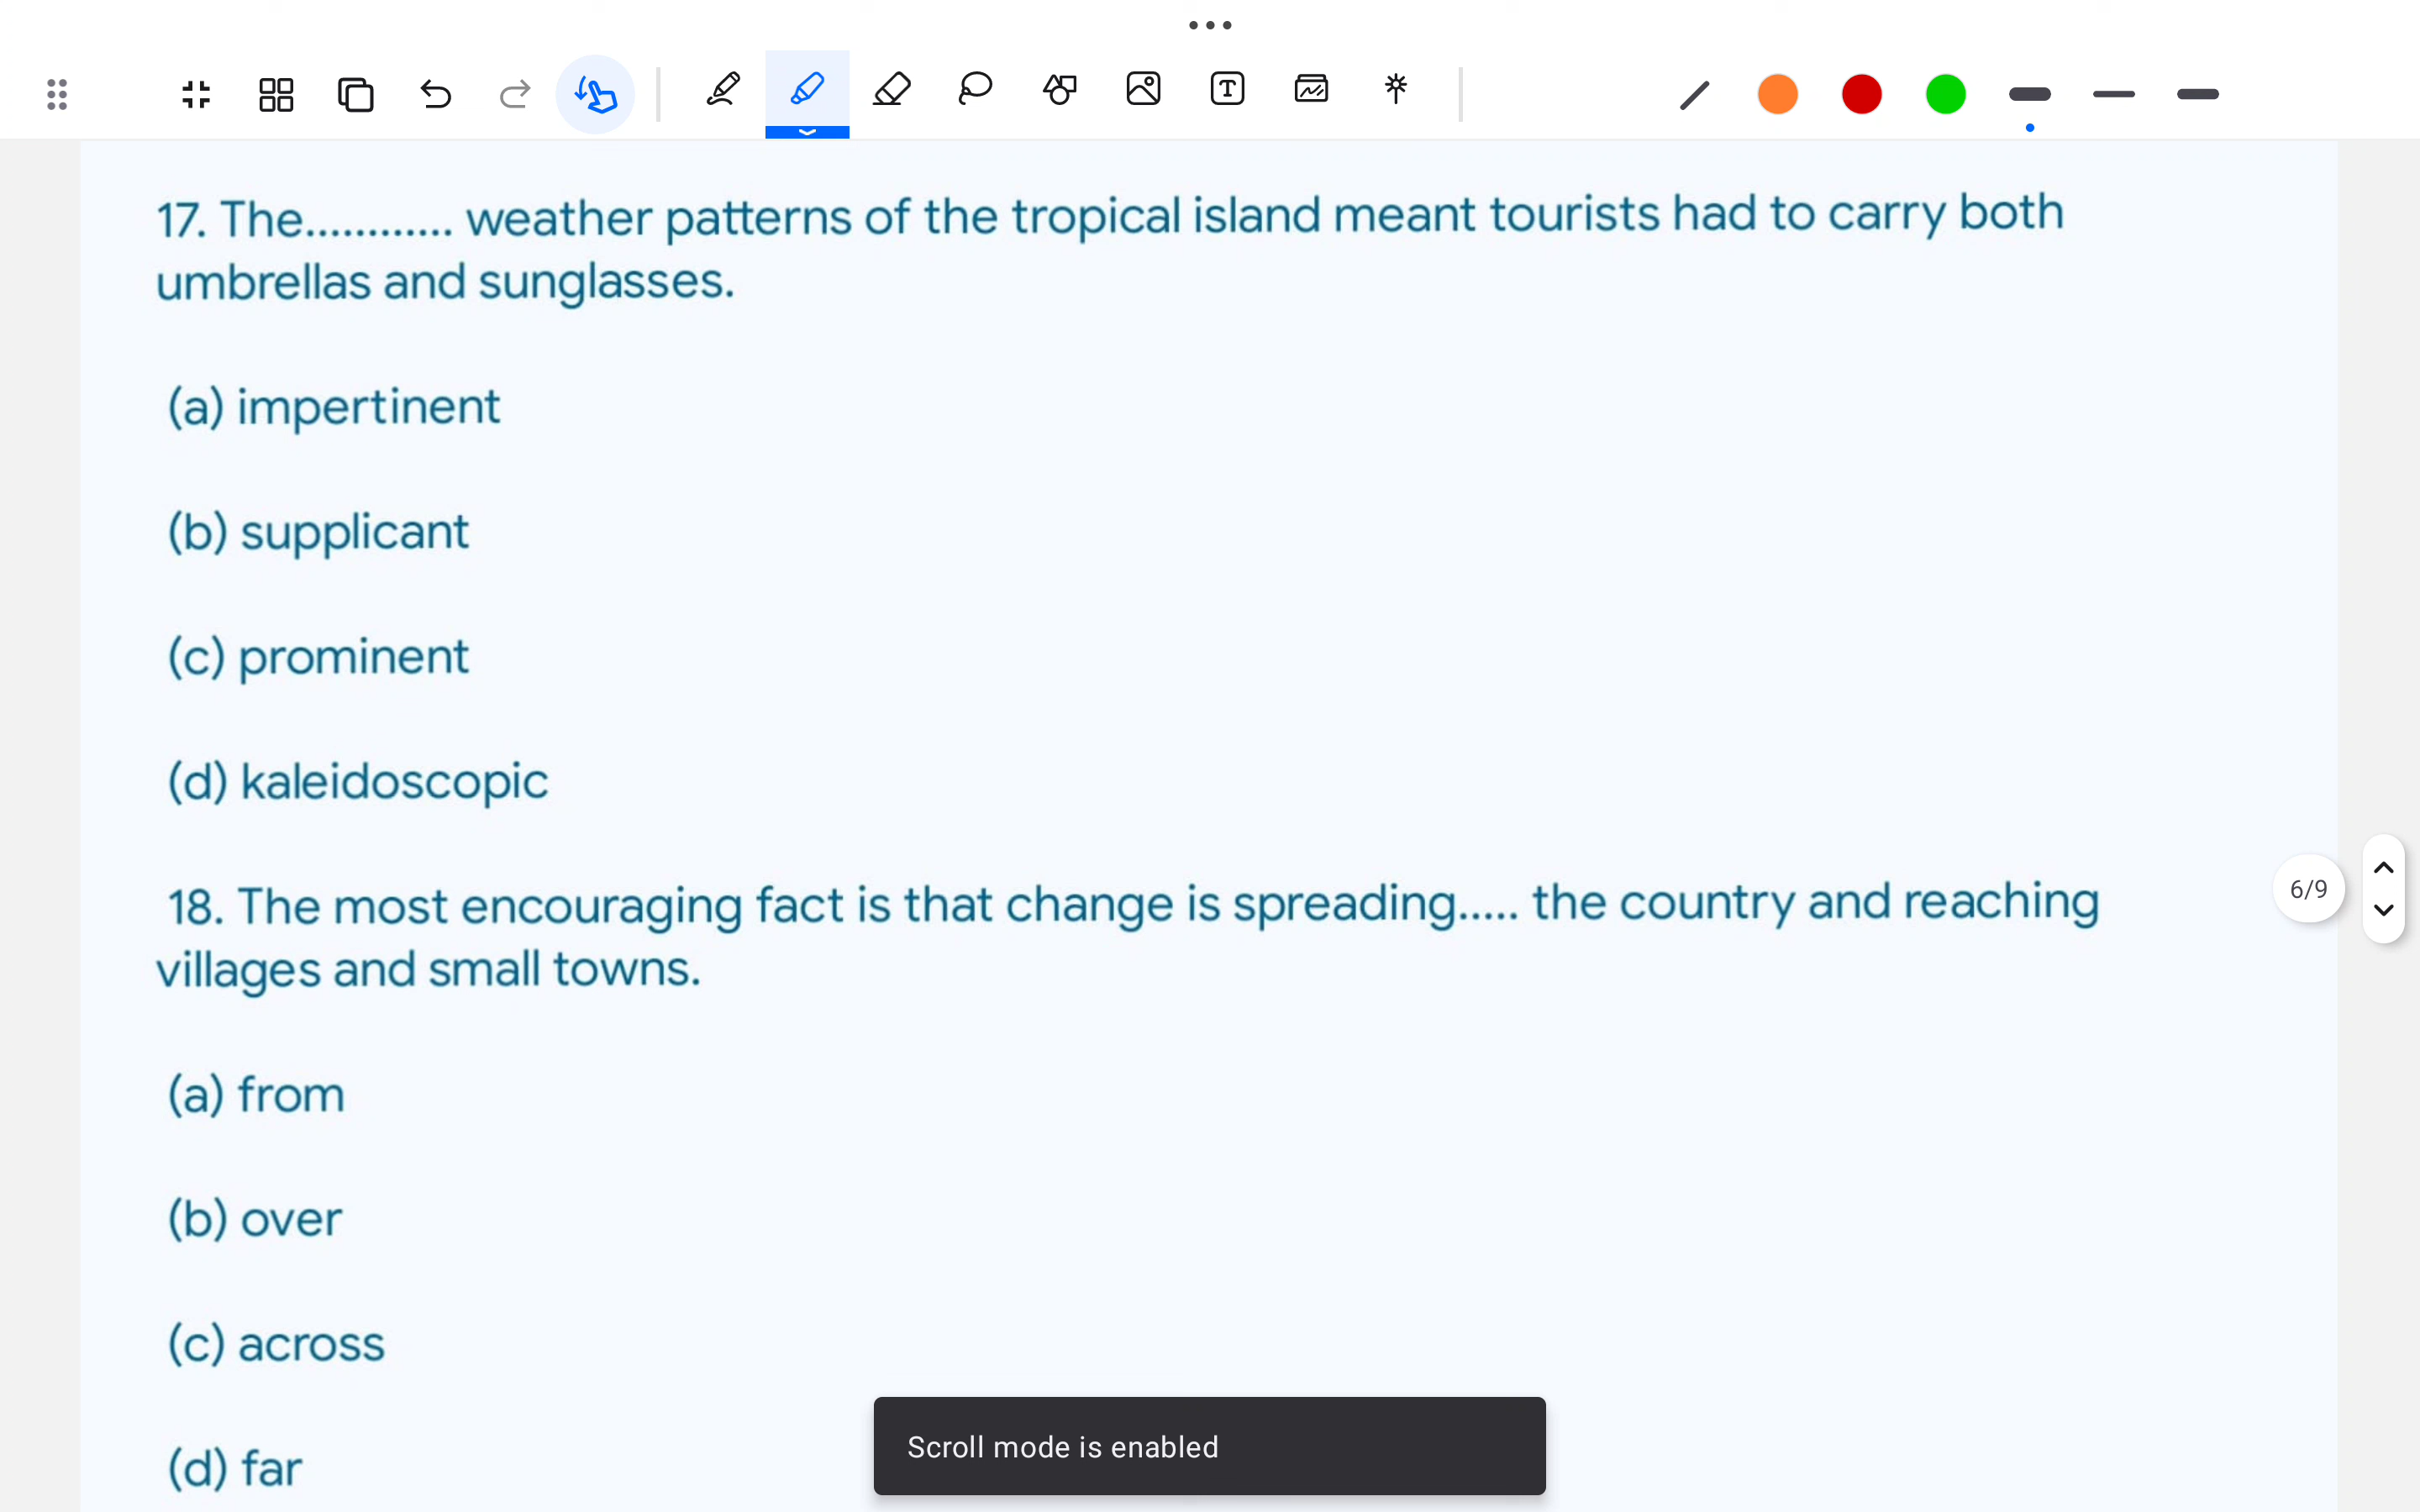 17. The............ weather patterns of the tropical island meant tourists had to carry both
umbrellas and sunglasses.
(a) impertinent
(b) supplicant
(c) prominent
(d) kaleidoscopic
18. The most encouraging fact is that change is spreading..... the country and reaching
6/9
villages and small towns.
(a) from
(b) over
(c) across
(d) far
Scroll mode is enabled